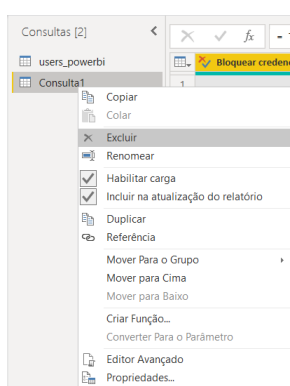 Consultas [2]
fx
users_powerbi
Bloquear creden
Consulta1
1
Copiar
Colar
Excluir
Renomear
Habilitar carga
Incluir na atualização do relatório
Duplicar
Referência
Mover Para o Grupo
Mover para Cima
Mover para Baixo
Criar Função...
Converter Para o Parâmetro
Editor Avançado
Propriedades...